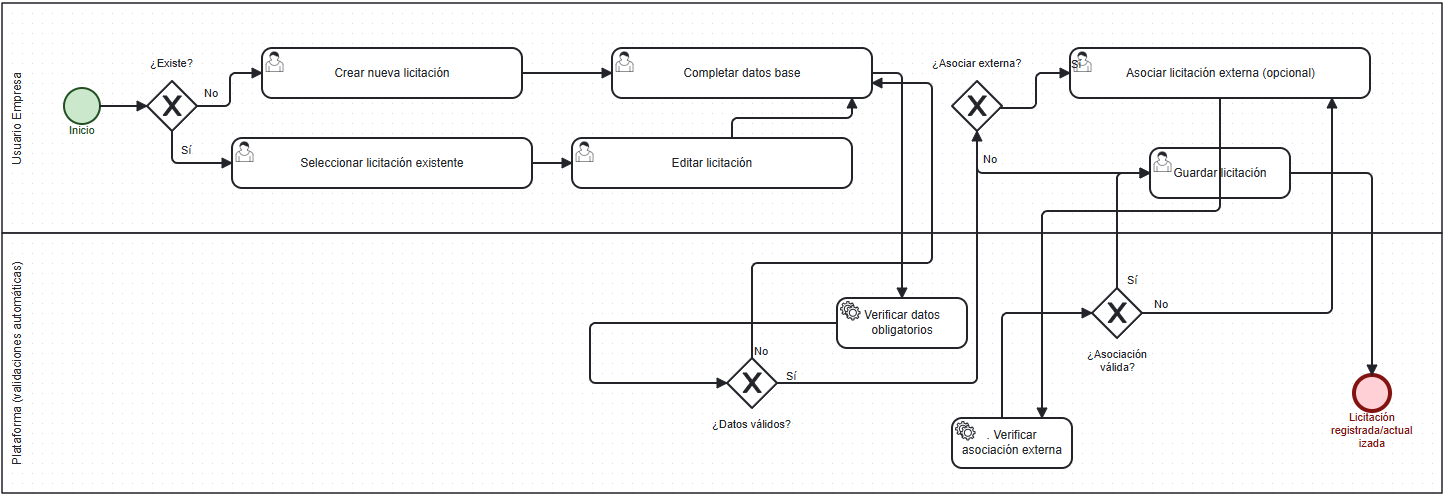 Usuario Empresa
Inicio
¿Existe?
No
Sí
Crear nueva licitación
Completar datos base
¿Asociar externa?
Sí
Asociar licitación externa (opcional)
Seleccionar licitación existente
Editar licitación
No
Guardar licitación
Plataforma (validaciones automáticas)
Verificar datos
obligatorios
No
Sí
¿Datos válidos?
Sí
No
¿Asociación
válida?
. Verificar
asociación externa
Licitación
registrada/actual
izada